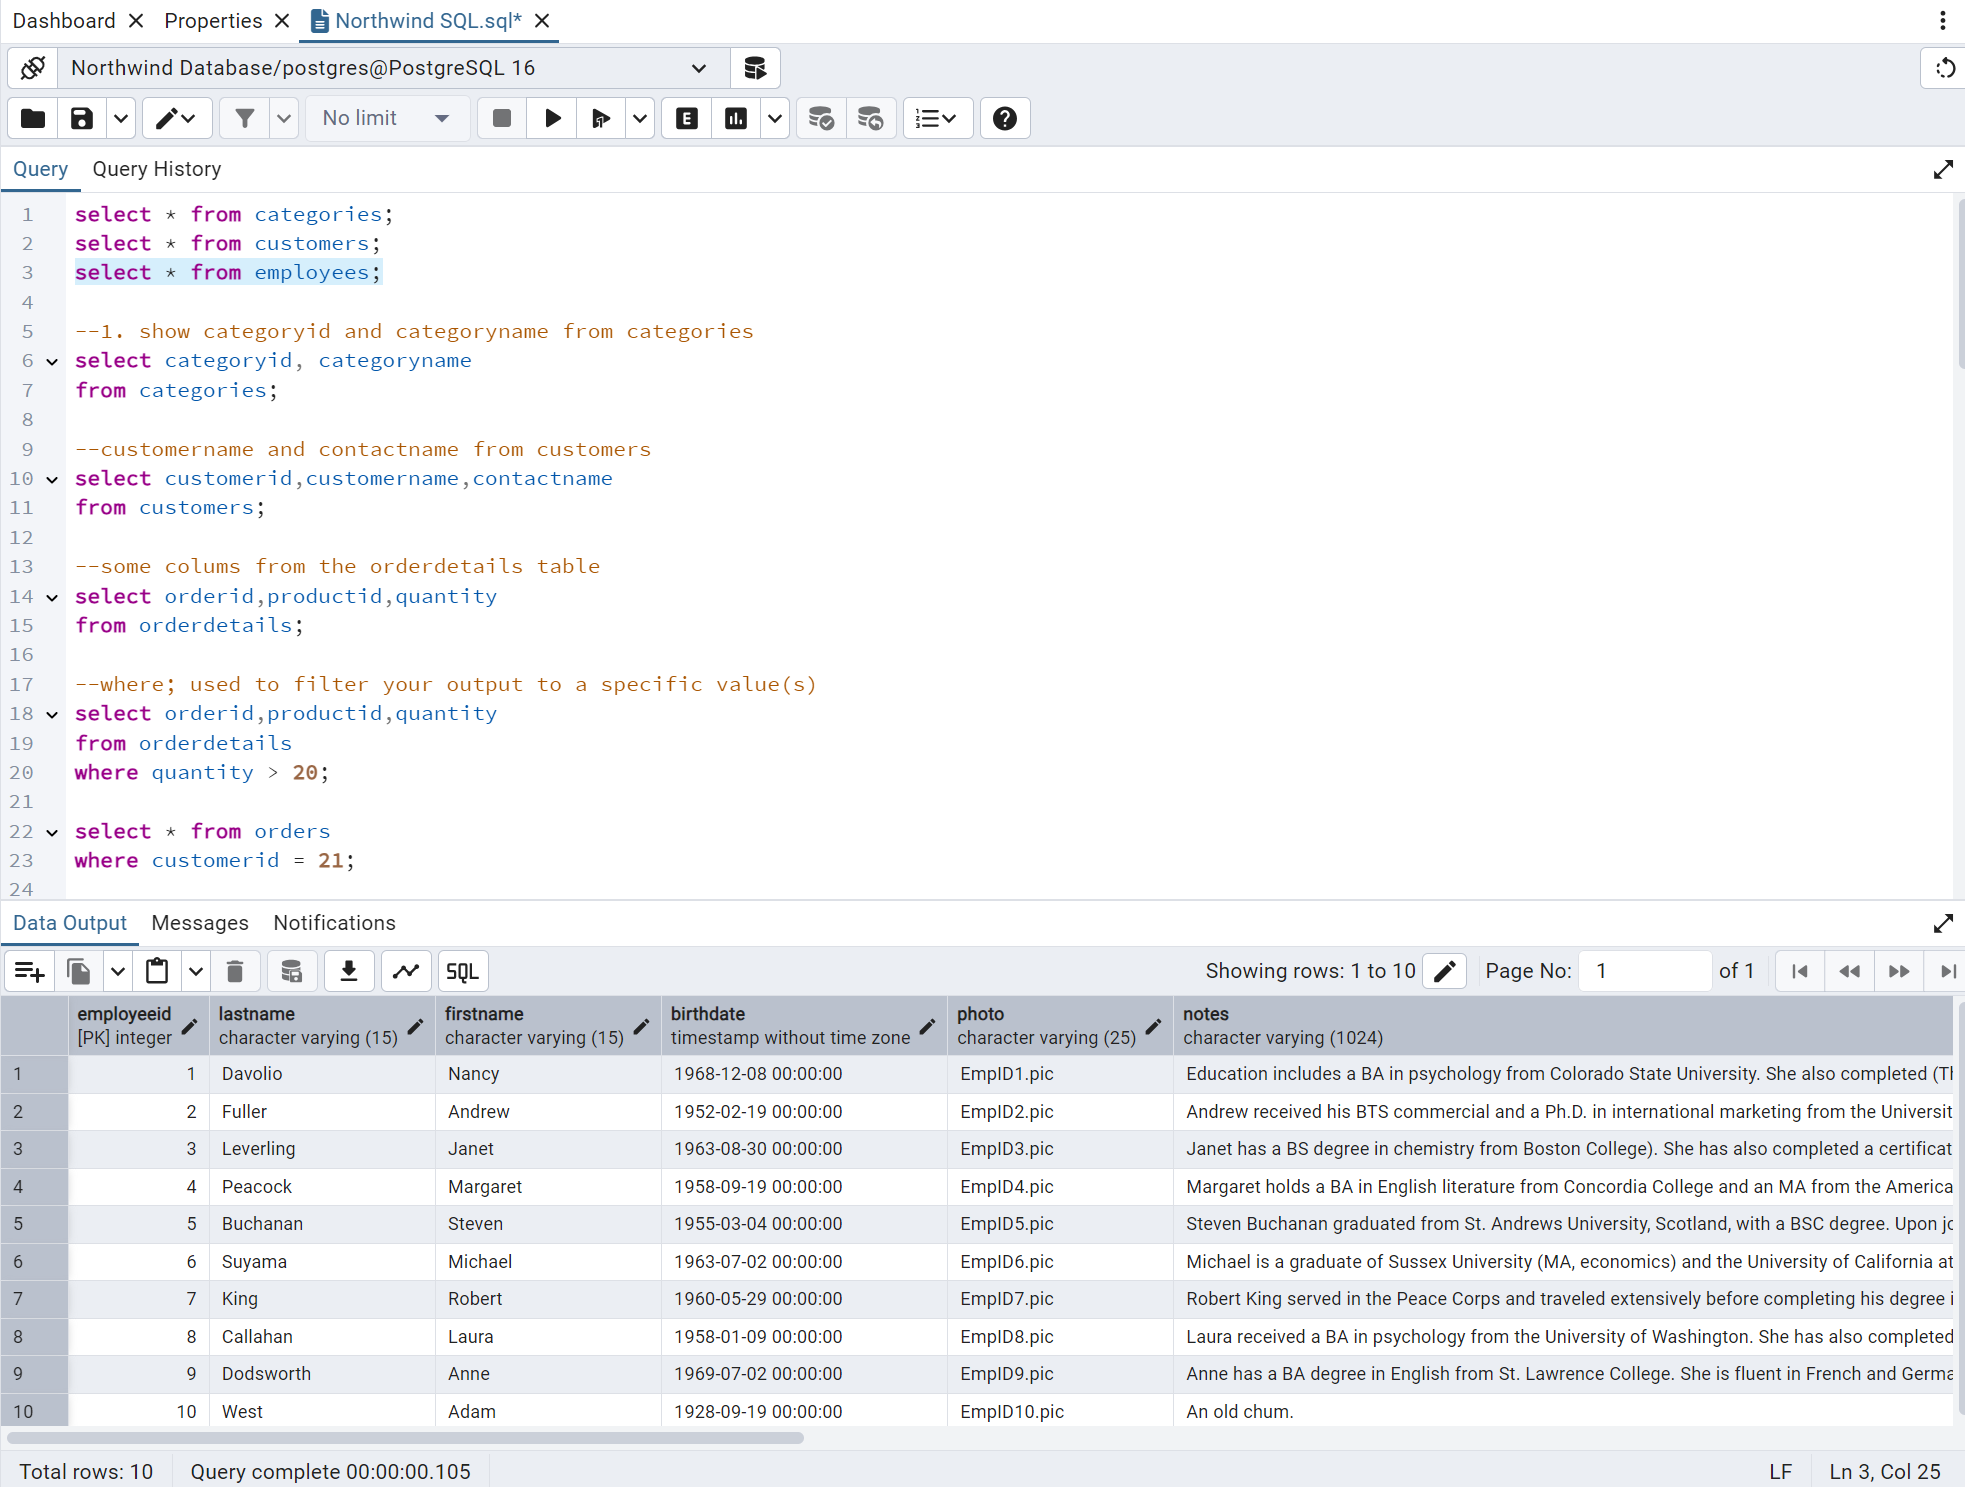 Dashboard Properties Northwind SQL.sql*
Northwind Database/postgres@PostgreSQL 16
No limit E
Query Query History
1 select * from categories;
2 select * from customers;
3 select * from employees;
4
5 --1. show categoryid and categoryname from categories
6 select categoryid, categoryname
7 from categories;
8
9 --customername and contactname from customers
10 select customerid,customername,contactname
11 from customers;
12
13 --some colums from the orderdetails table
14 select orderid,productid,quantity
15 from orderdetails;
16
17 --where; used to filter your output to a specific value(s)
18 select orderid,productid,quantity
19 from orderdetails
20 where quantity > 20;
21
22 select * from orders
23 where customerid = 21;
24
Data Output Messages Notifications
SQL Showing rows: 1 to 10 Page No: 1 of 1
employeeid lastname firstname birthdate photo notes
[PK] integer character varying (15) character varying (15) timestamp without time zone character varying (25) character varying (1024)
1 1 Davolio Nancy 1968-12-08 00:00:00 EmpID1.pic Education includes a BA in psychology from Colorado State University. She also completed (Th
2 2 Fuller Andrew 1952-02-19 00:00:00 EmpID2.pic Andrew received his BTS commercial and a Ph.D. in international marketing from the Universit
3 3 Leverling Janet 1963-08-30 00:00:00 EmpID3.pic Janet has a BS degree in chemistry from Boston College). She has also completed a certificat
4 4 Peacock Margaret 1958-09-19 00:00:00 EmpID4.pic Margaret holds a BA in English literature from Concordia College and an MA from the America
5 5 Buchanan Steven 1955-03-04 00:00:00 EmpID5.pic Steven Buchanan graduated from St. Andrews University, Scotland, with a BSC degree. Upon jo
6 6 Suyama Michael 1963-07-02 00:00:00 EmpID6.pic Michael is a graduate of Sussex University (MA, economics) and the University of California at
7 7 King Robert 1960-05-29 00:00:00 EmpID7.pic Robert King served in the Peace Corps and traveled extensively before completing his degree i
8 8 Callahan Laura 1958-01-09 00:00:00 EmpID8.pic Laura received a BA in psychology from the University of Washington. She has also completed
9 9 Dodsworth Anne 1969-07-02 00:00:00 EmpID9.pic Anne has a BA degree in English from St. Lawrence College. She is fluent in French and Germa
10 10 West Adam 1928-09-19 00:00:00 EmpID10.pic An old chum.
Total rows: 10 Query complete 00:00:00.105 LF Ln 3, Col 25